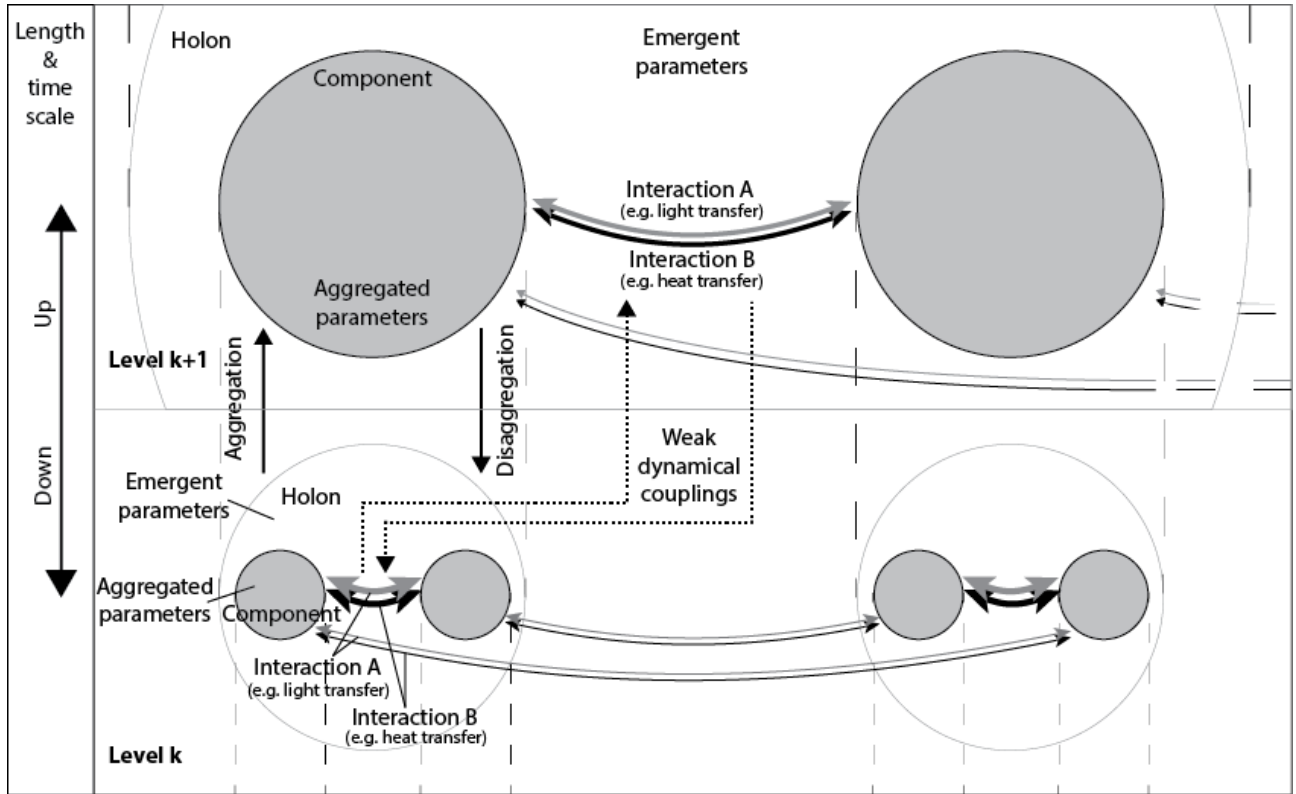 Length
&
time
scale
Up
Down
Holon
Component
Emergent
parameters
Interaction A
(e.g. light transfer)
Interaction B
(e.g. heat transfer)
Aggregated
parameters
Level k+1
Aggregation
Disaggregation
Weak
dynamical
couplings
Emergent
parameters
Holon
Aggregated
parameters
Component
Interaction A
(e.g. light transfer)
Interaction B
(e.g. heat transfer)
Level k